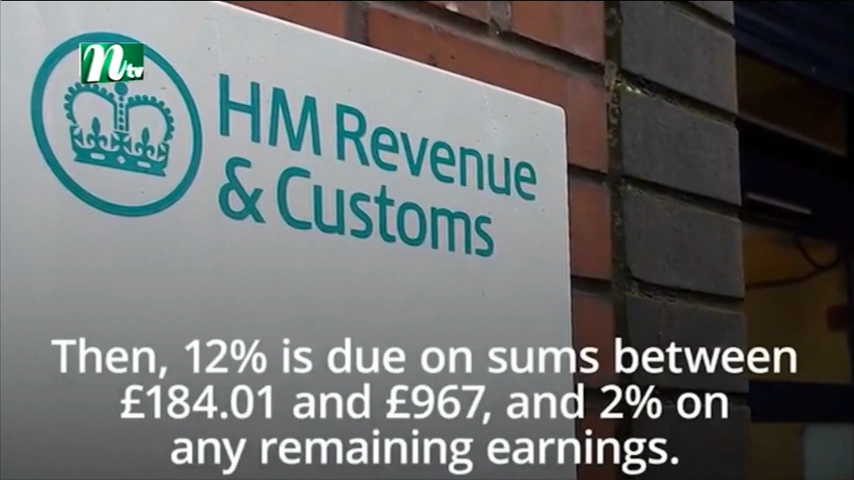 ntv
HM Revenue
& Customs
Then, 12% is due on sums between
£184.01 and £967, and 2% on
any remaining earnings.